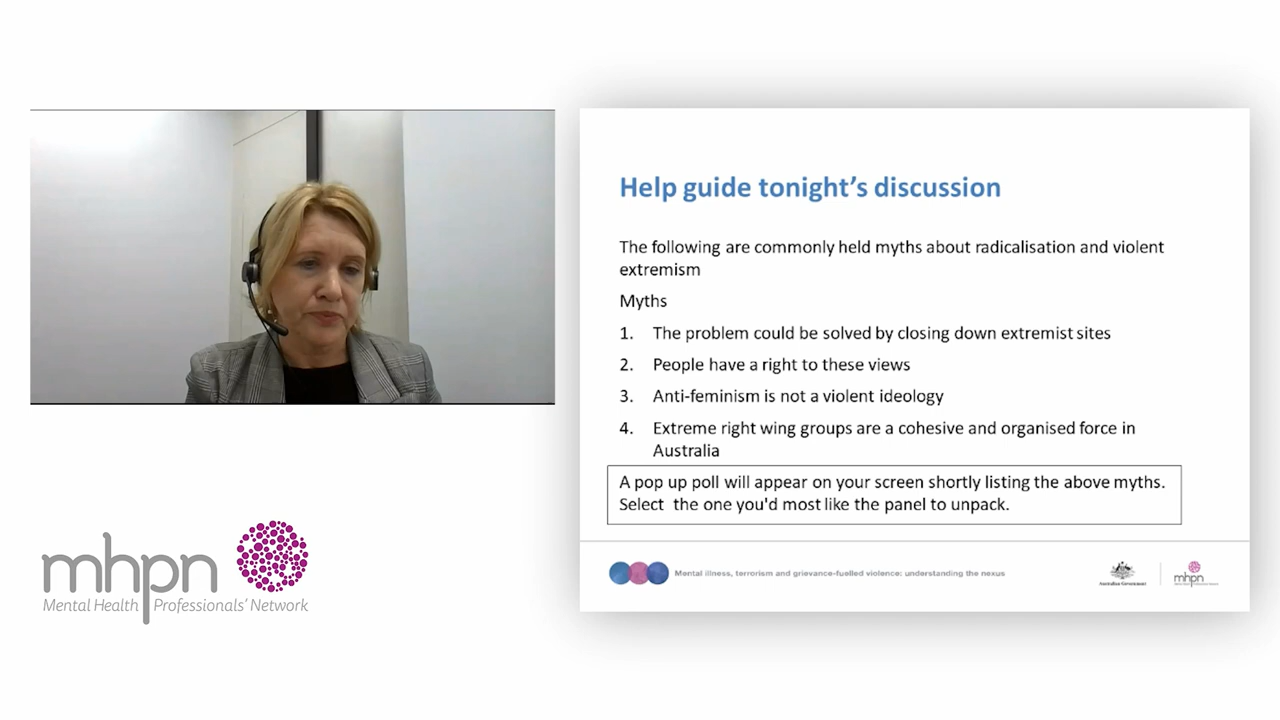 Help guide tonight's discussion
The following are commonly held myths about radicalisation and violent
extremism
Myths
1. The problem could be solved by closing down extremist sites
2. People have a right to these views
3. Anti-feminism is not a violent ideology
4. Extreme right wing groups are a cohesive and organised force in
Australia
A pop up poll will appear on your screen shortly listing the above myths.
Select the one you'd most like the panel to unpack.
Mental illness, terrorism and grievance-fuelled violence: understanding the nexus
Australian Government
mhpn
mhpn
Mental Health Professionals' Network